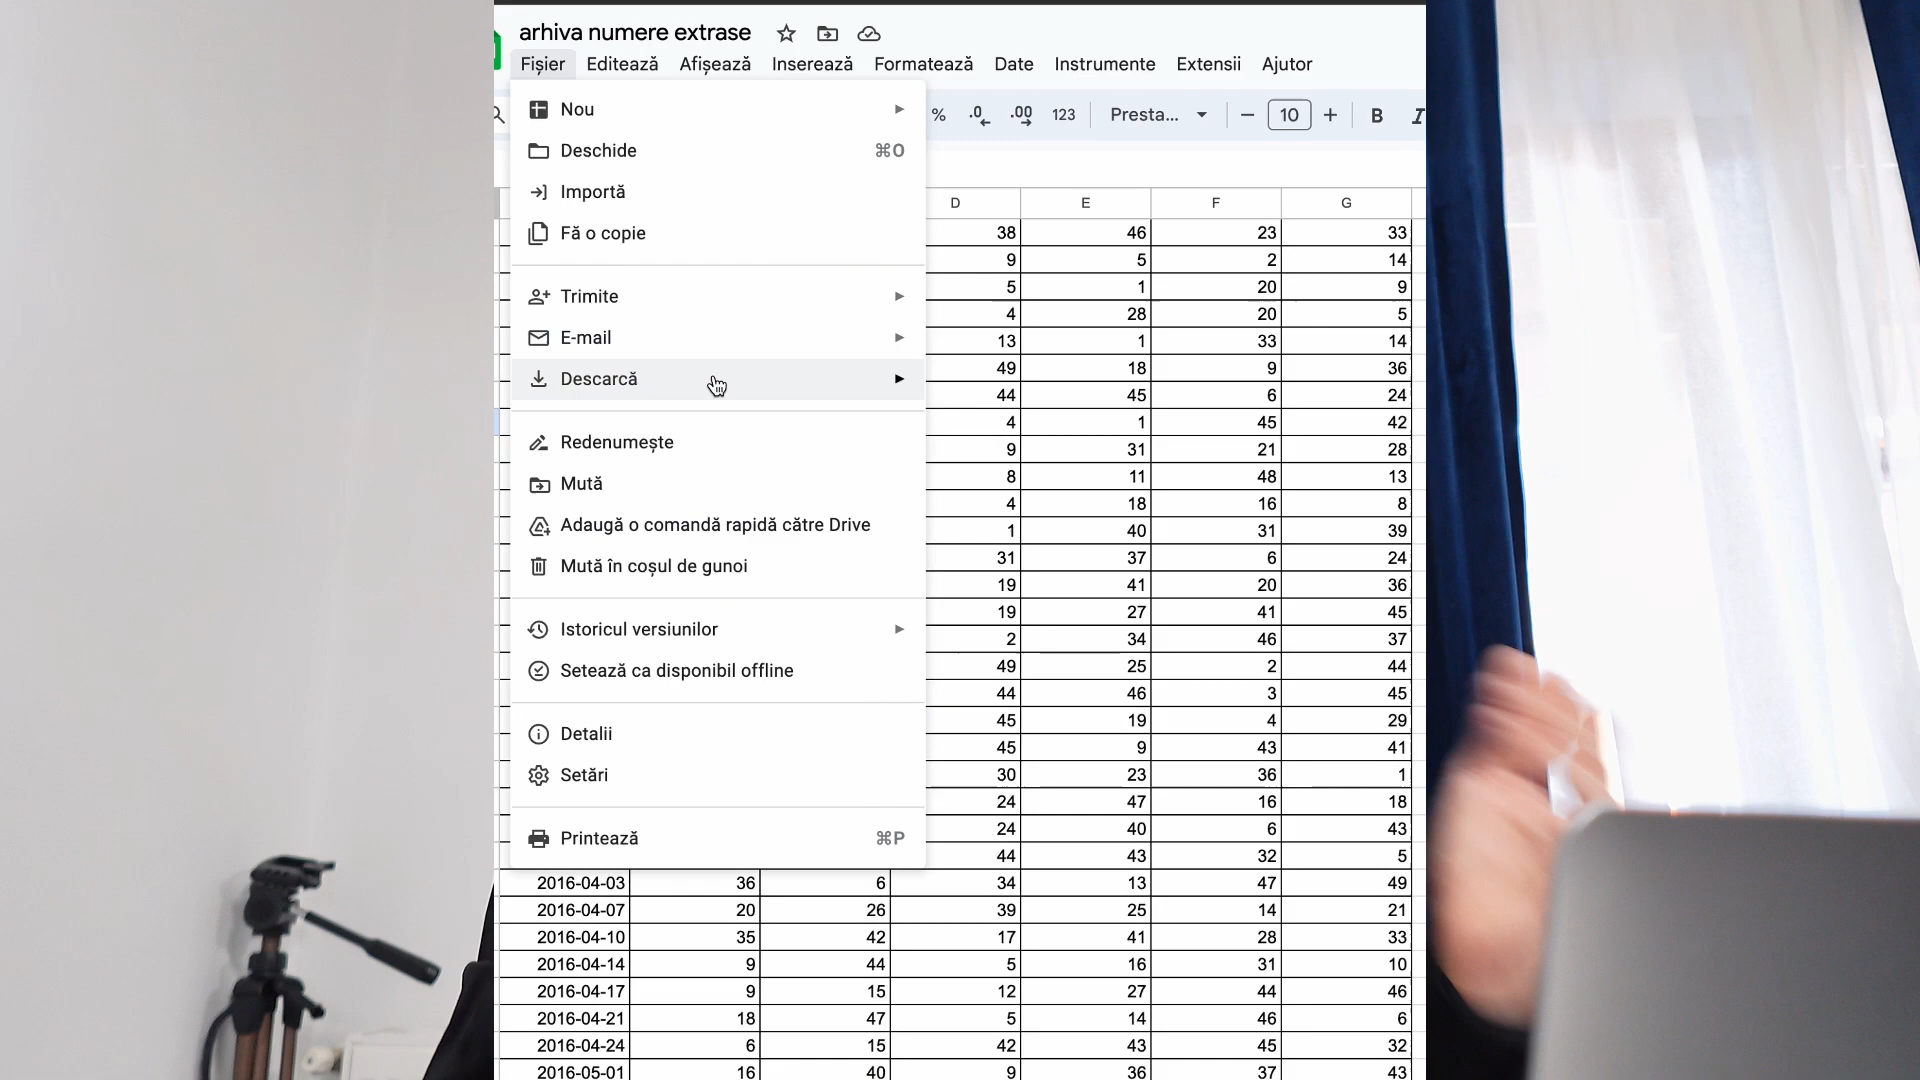 arhiva numere extrase
Fișier Editează Afișează Inserează Formatează Date Instrumente Extensii Ajutor
% .0 .00 123 Presta... − 10 + B I
Nou
Deschide ⌘O
Importă
Fă o copie
Trimite
E-mail
Descarcă
Redenumește
Mută
Adaugă o comandă rapidă către Drive
Mută în coșul de gunoi
Istoricul versiunilor
Setează ca disponibil offline
Detalii
Setări
Printează ⌘P
D E F G
38 46 23 33
9 5 2 14
5 1 20 9
4 28 20 5
13 1 33 14
49 18 9 36
44 45 6 24
4 1 45 42
9 31 21 28
8 11 48 13
4 18 16 8
1 40 31 39
31 37 6 24
19 41 20 36
19 27 41 45
2 34 46 37
49 25 2 44
44 46 3 45
45 19 4 29
45 9 43 41
30 23 36 1
24 47 16 18
24 40 6 43
44 43 32 5
2016-04-03 36 6 34 13 47 49
2016-04-07 20 26 39 25 14 21
2016-04-10 35 42 17 41 28 33
2016-04-14 9 44 5 16 31 10
2016-04-17 9 15 12 27 44 46
2016-04-21 18 47 5 14 46 6
2016-04-24 6 15 42 43 45 32
2016-05-01 16 40 9 36 37 43